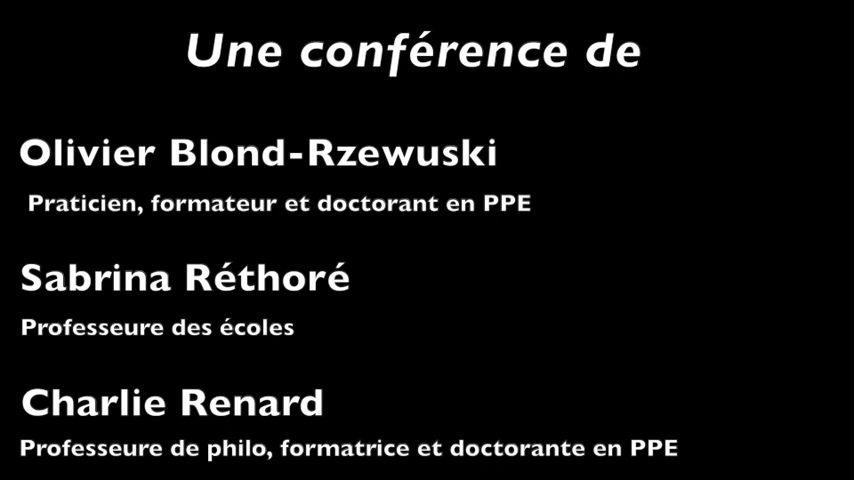 Une conférence de
Olivier Blond-Rzewuski
Praticien, formateur et doctorant en PPE
Sabrina Réthoré
Professeure des écoles
Charlie Renard
Professeure de philo, formatrice et doctorante en PPE